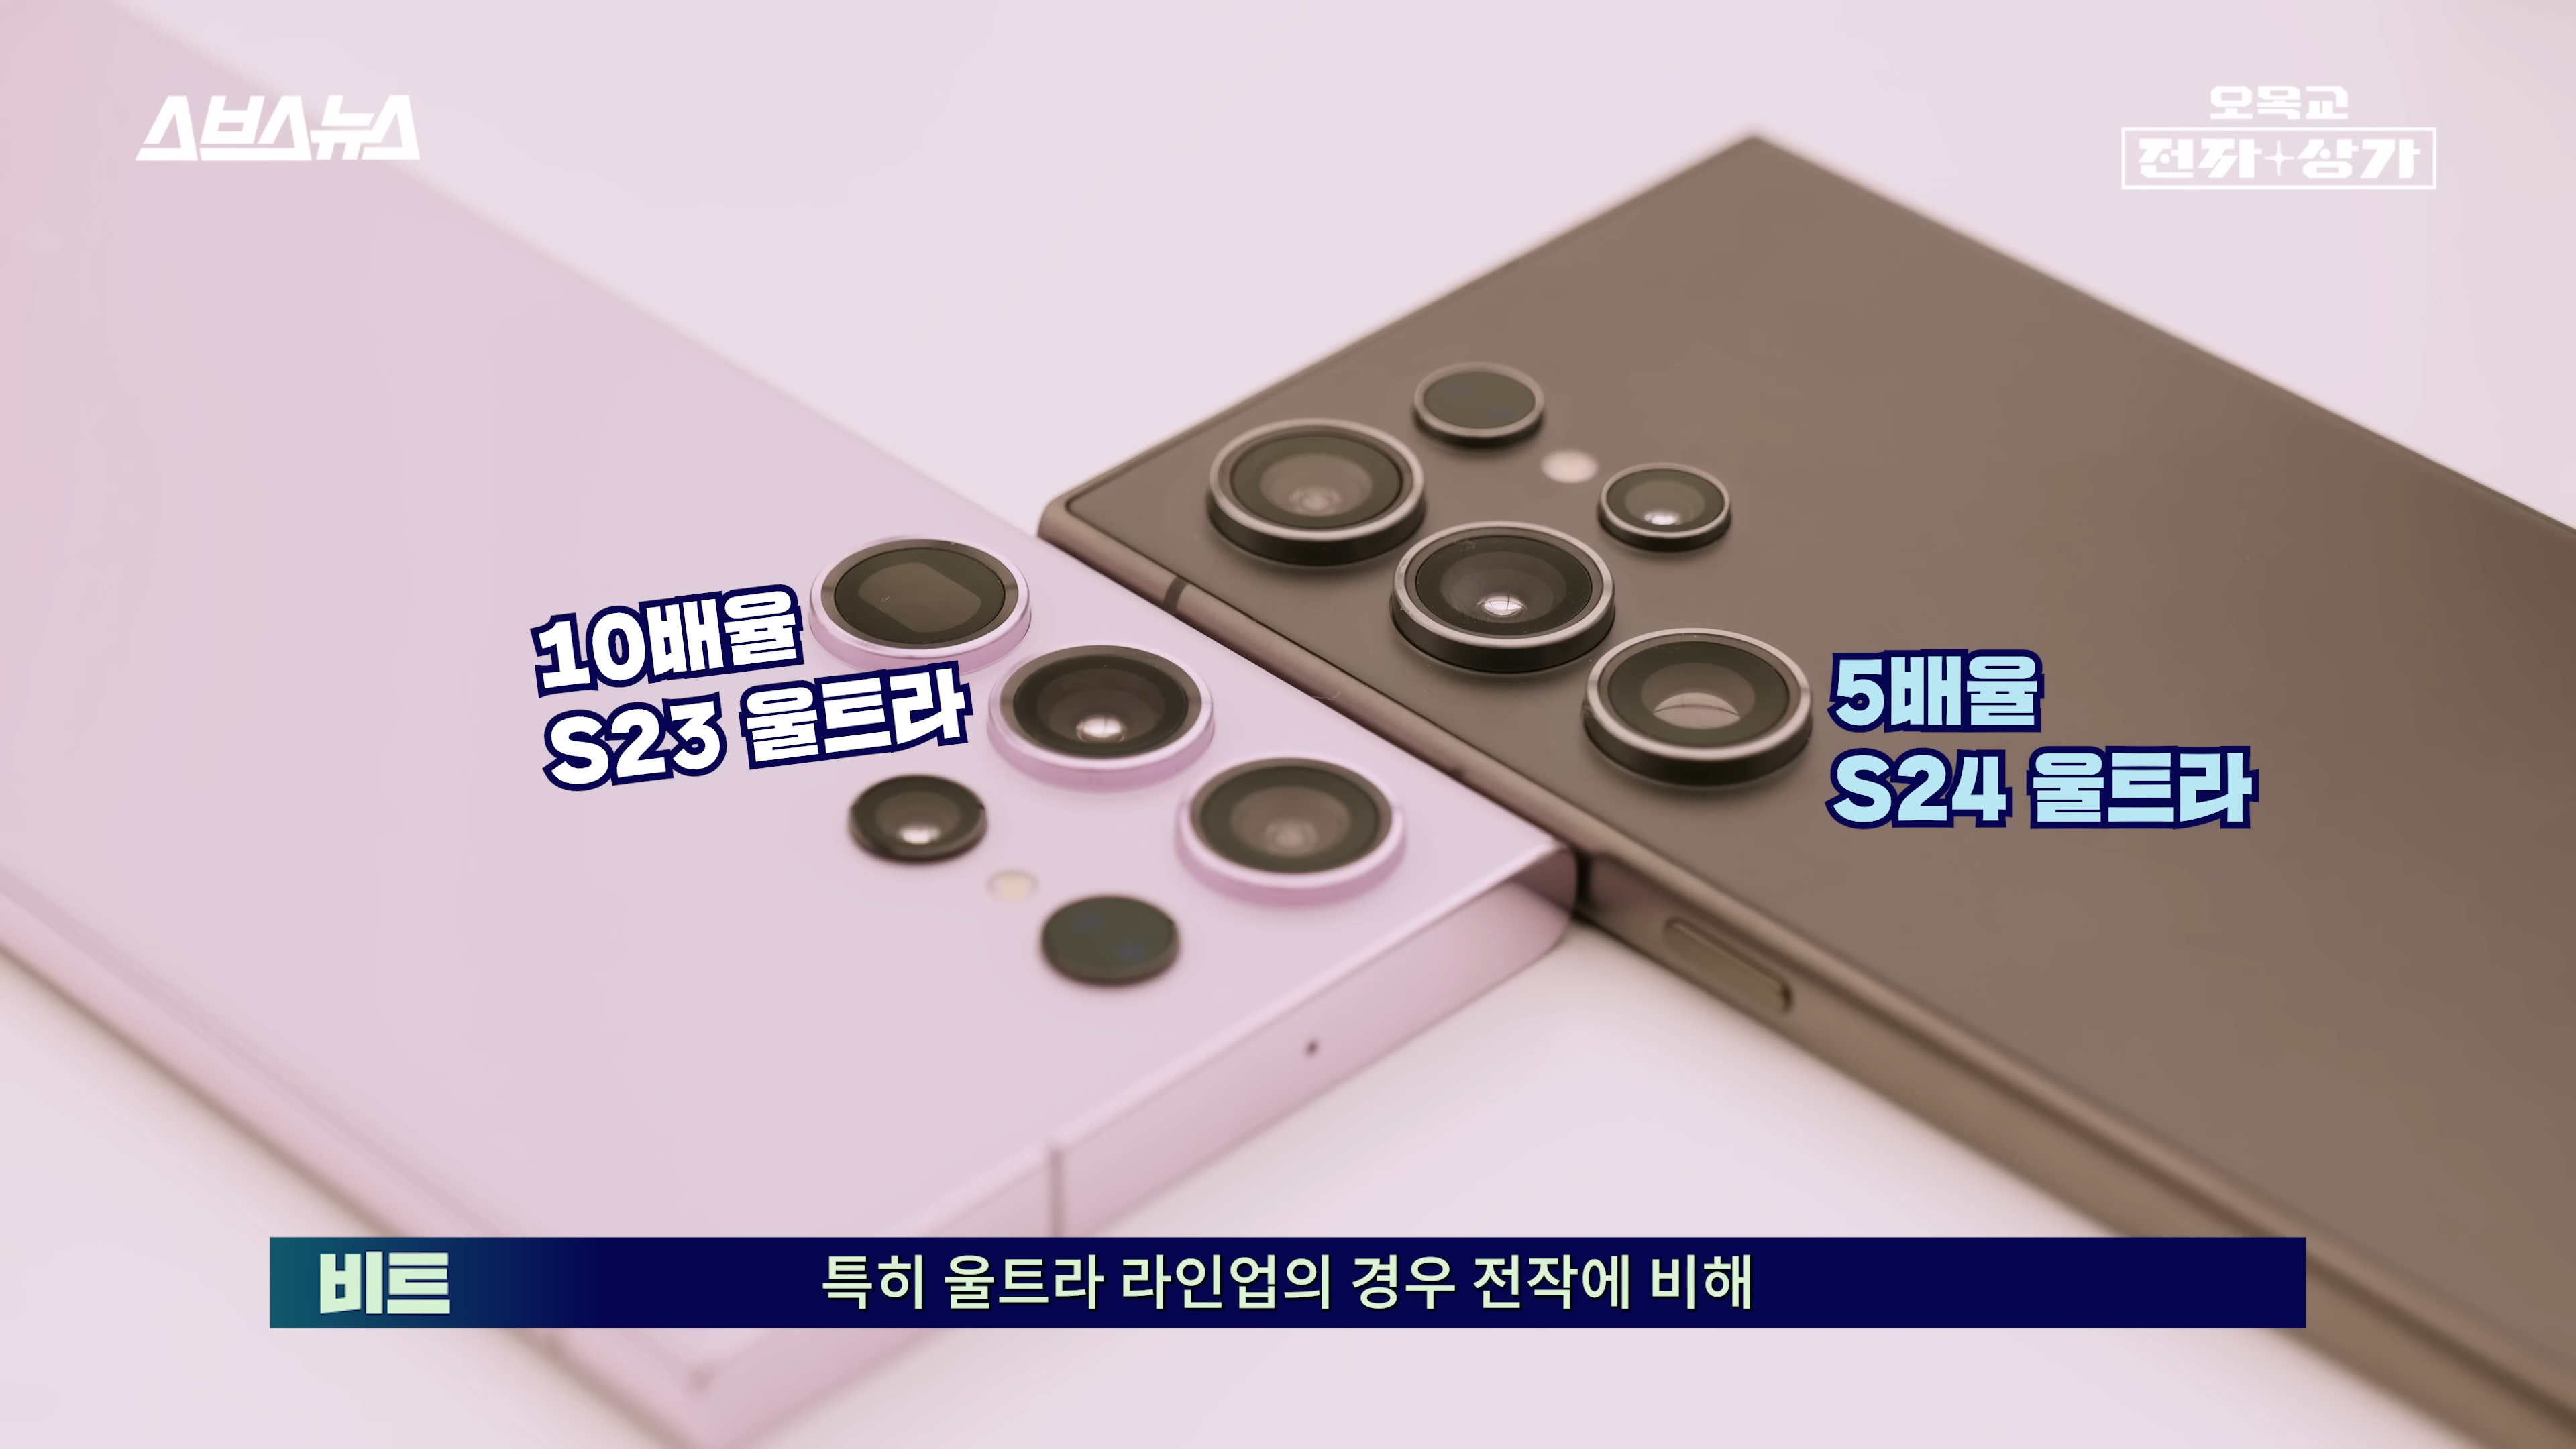 스브스뉴스
오목교
전자상가
10배율
S23 울트라
5배율
S24 울트라
비트
특히 울트라 라인업의 경우 전작에 비해